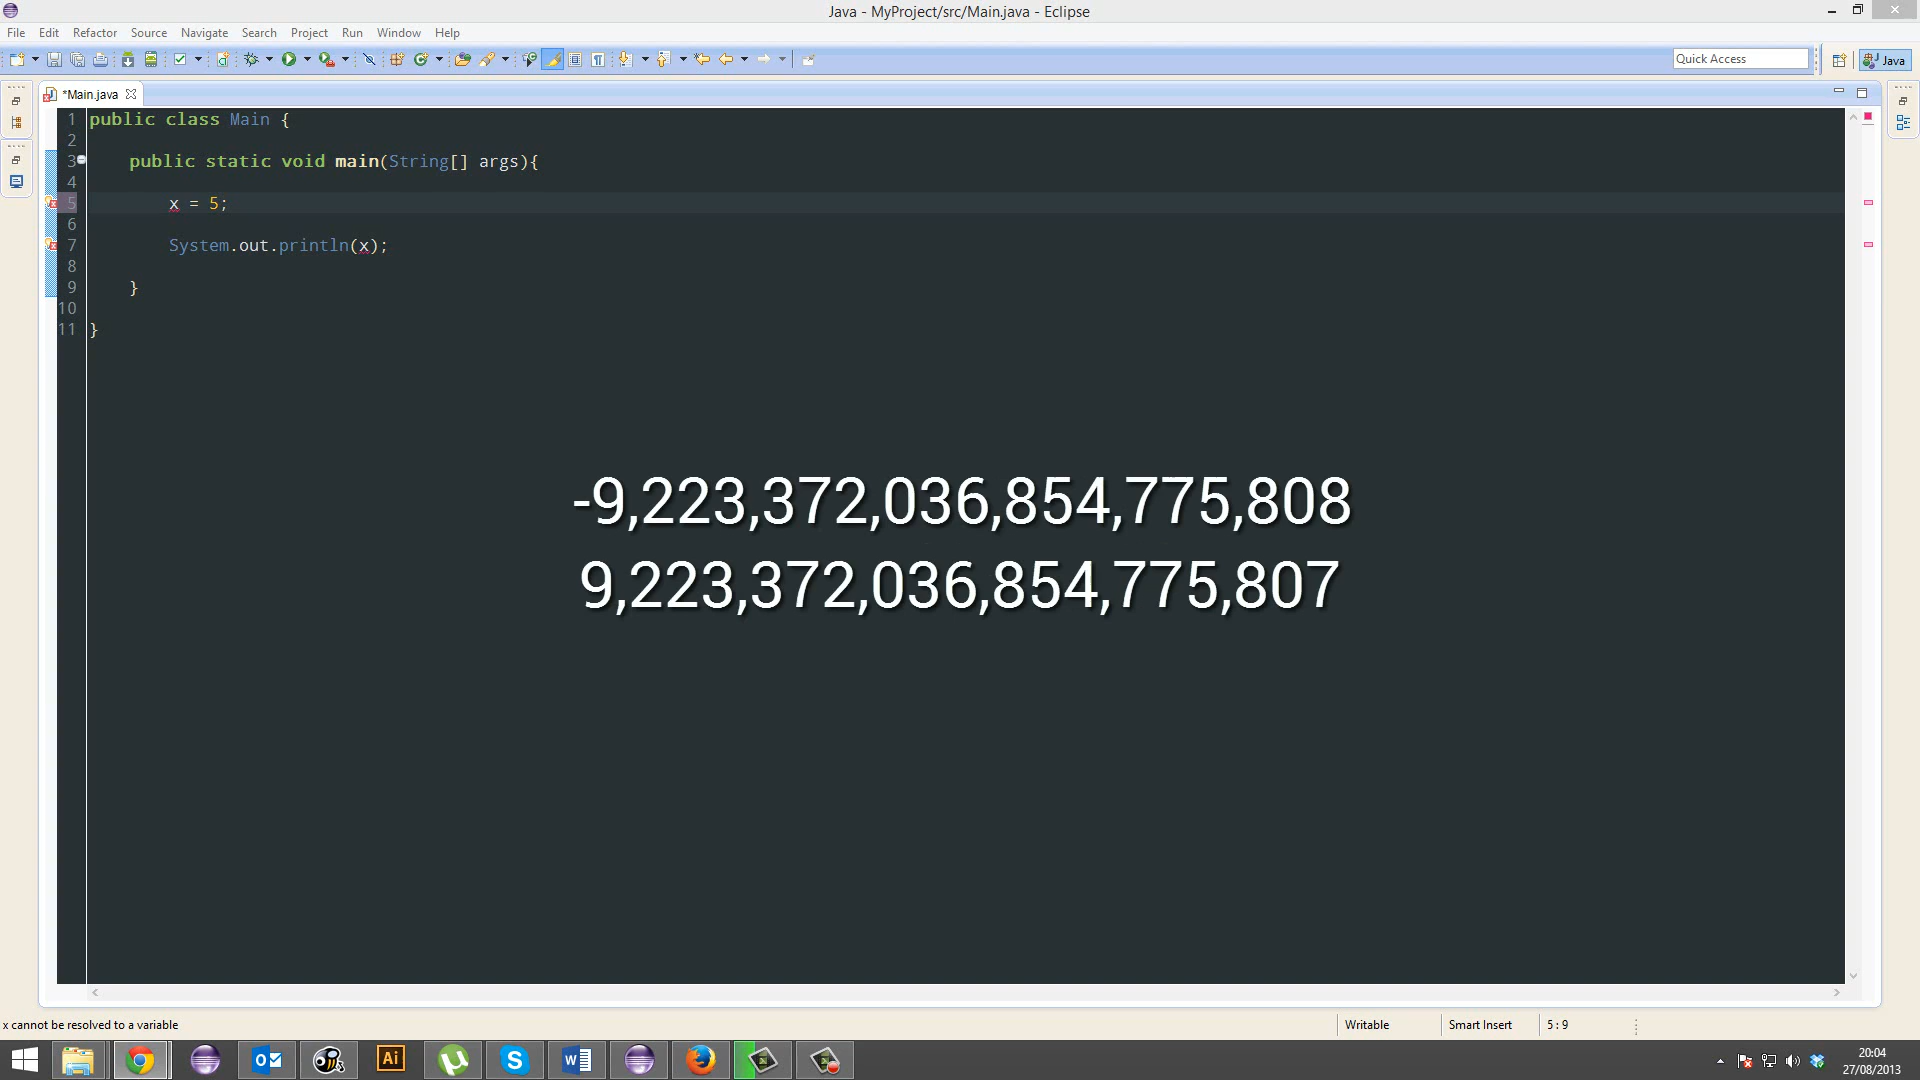 Java - MyProject/src/Main.java - Eclipse
File Edit Refactor Source Navigate Search Project Run Window Help
Quick Access
Java
*Main.java
1 public class Main {
2
3 public static void main(String[] args){
4
5 x = 5;
6
7 System.out.println(x);
8
9 }
10
11 }
-9,223,372,036,854,775,808
9,223,372,036,854,775,807
x cannot be resolved to a variable
Writable
Smart Insert
5 : 9
20:04
27/08/2013